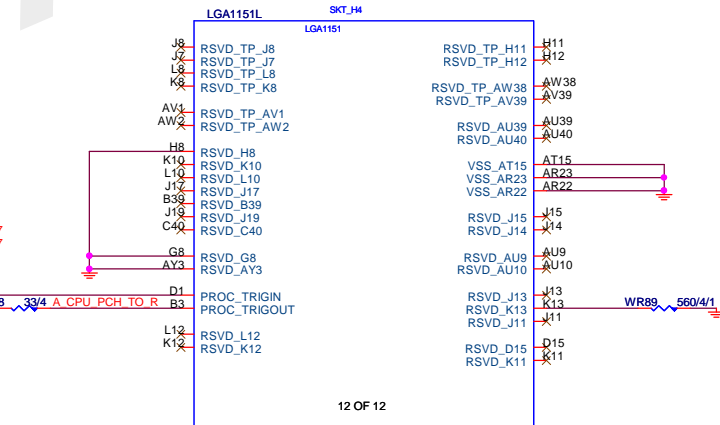 LGA1151L
SKT_H4
LGA1151
J8 RSVD_TP_J8
J7 RSVD_TP_J7
L8 RSVD_TP_L8
K8 RSVD_TP_K8
AV1 RSVD_TP_AV1
AW2 RSVD_TP_AW2
H8 RSVD_H8
K10 RSVD_K10
L10 RSVD_L10
J17 RSVD_J17
B39 RSVD_B39
J19 RSVD_J19
C40 RSVD_C40
G8 RSVD_G8
AY3 RSVD_AY3
D1 PROC_TRIGIN
8 33/4 A_CPU_PCH_TO_R B3 PROC_TRIGOUT
L12 RSVD_L12
K12 RSVD_K12
RSVD_TP_H11 H11
RSVD_TP_H12 H12
RSVD_TP_AW38 AW38
RSVD_TP_AV39 AV39
RSVD_AU39 AU39
RSVD_AU40 AU40
VSS_AT15 AT15
VSS_AR23 AR23
VSS_AR22 AR22
RSVD_J15 J15
RSVD_J14 J14
RSVD_AU9 AU9
RSVD_AU10 AU10
RSVD_J13 J13
RSVD_K13 K13 WR89 560/4/1
RSVD_J11 J11
RSVD_D15 D15
RSVD_K11 K11
12 OF 12